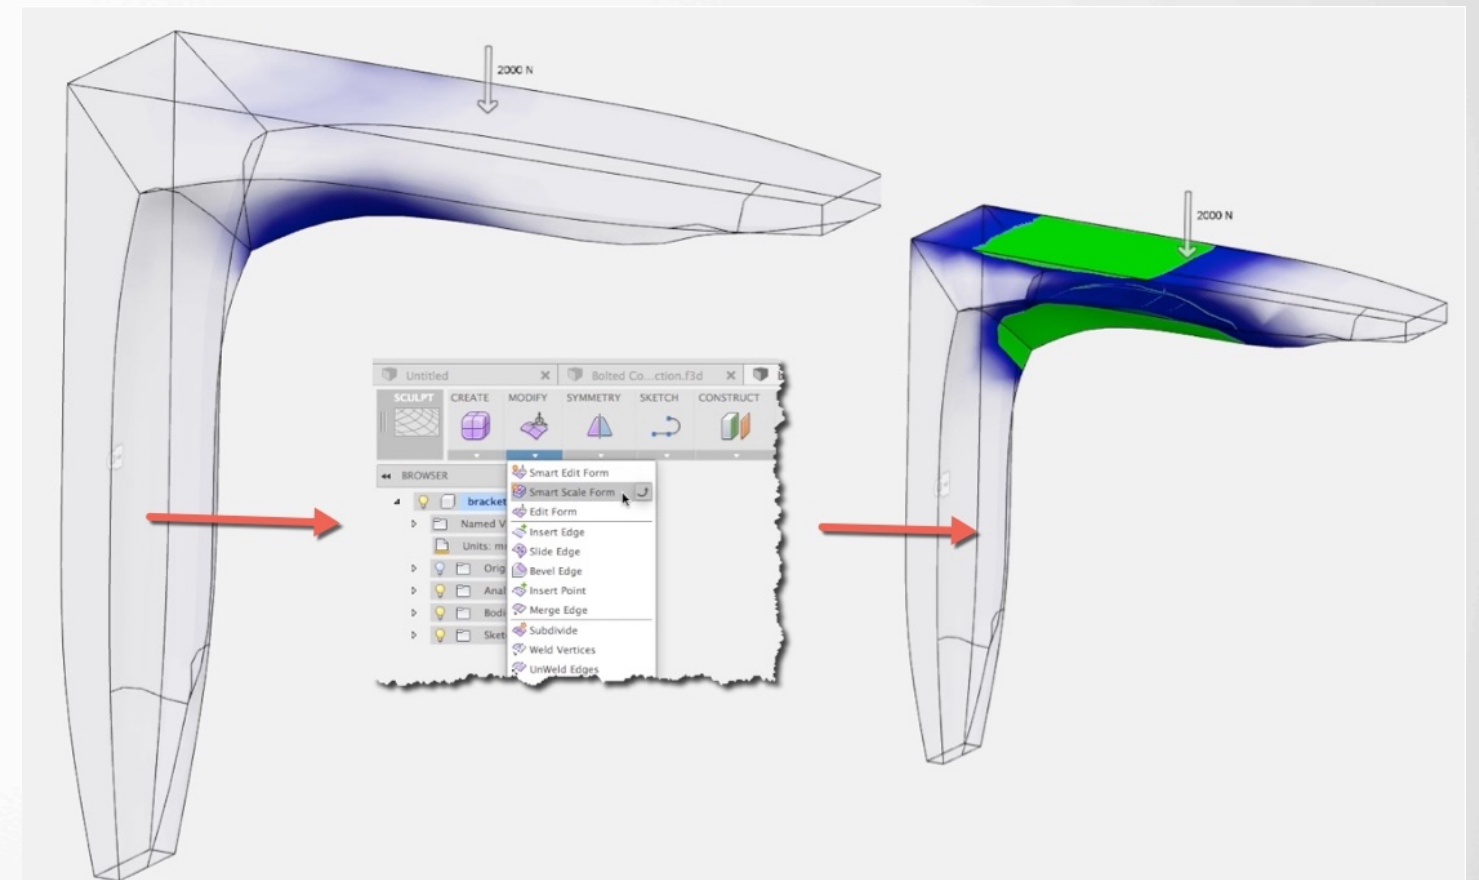 2000 N
2000 N
Untitled
Bolted Co...ction.f3d
SCULPT CREATE MODIFY SYMMETRY SKETCH CONSTRUCT
BROWSER
Smart Edit Form
bracket
Smart Scale Form
Edit Form
Named V
Insert Edge
Units:
Slide Edge
Orig
Bevel Edge
Anal
Insert Point
Bodi
Merge Edge
Sket
Subdivide
Weld Vertices
UnWeld Edges